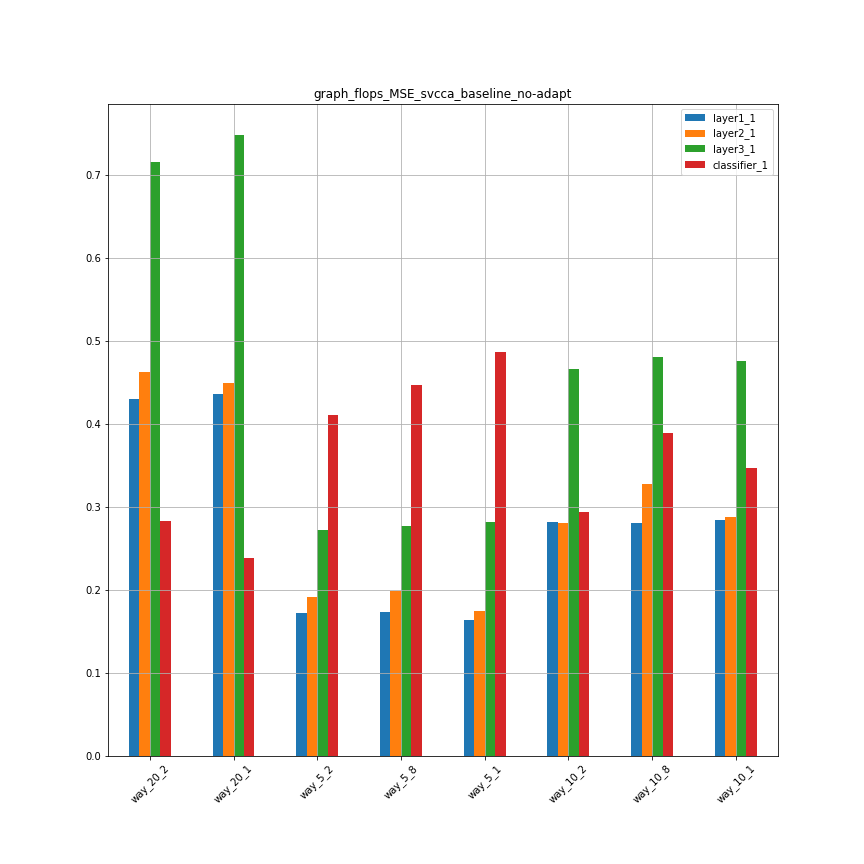 graph_flops_MSE_svcca_baseline_no-adapt
layer1_1
layer2_1
layer3_1
classifier_1
0.7
0.6
0.5
0.4
0.3
0.2
0.1
0.0
way_20_2
way_20_1
way_5_2
way_5_8
way_5_1
way_10_2
way_10_8
way_10_1